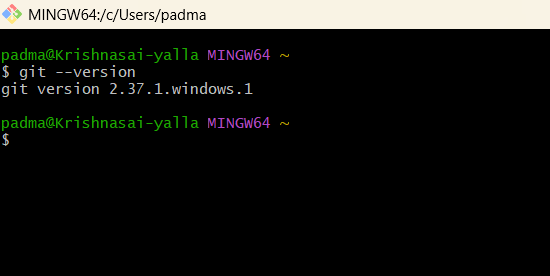 MINGW64:/c/Users/padma
padma@Krishnasai-yalla MINGW64 ~
$ git --version
git version 2.37.1.windows.1
padma@Krishnasai-yalla MINGW64 ~
$